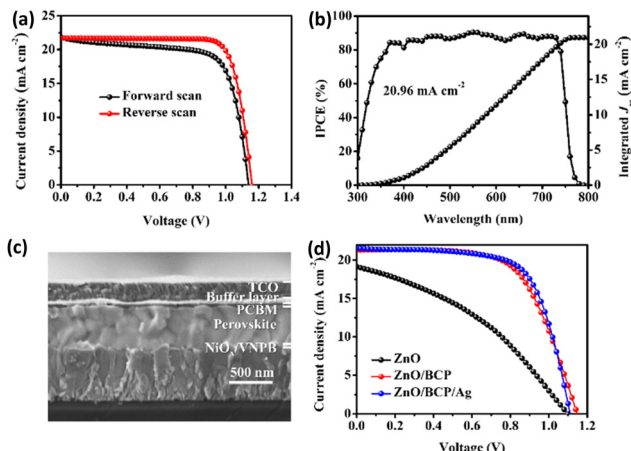 (a)
25
20
15
10
5
0
Current density (mA cm⁻²)
Forward scan
Reverse scan
0.0 0.2 0.4 0.6 0.8 1.0 1.2 1.4
Voltage (V)
(b)
100
80
60
40
20
0
IPCE (%)
20.96 mA cm⁻²
20
15
10
5
0
300 400 500 600 700 800
Wavelength (nm)
(c)
TCO
Buffer layer
PCBM
Perovskite
500 nm
(d)
20
15
10
5
0
Current density (mA cm⁻²)
ZnO
ZnO/BCP
ZnO/BCP/Ag
0.0 0.2 0.4 0.6 0.8 1.0 1.2
Voltage (V)